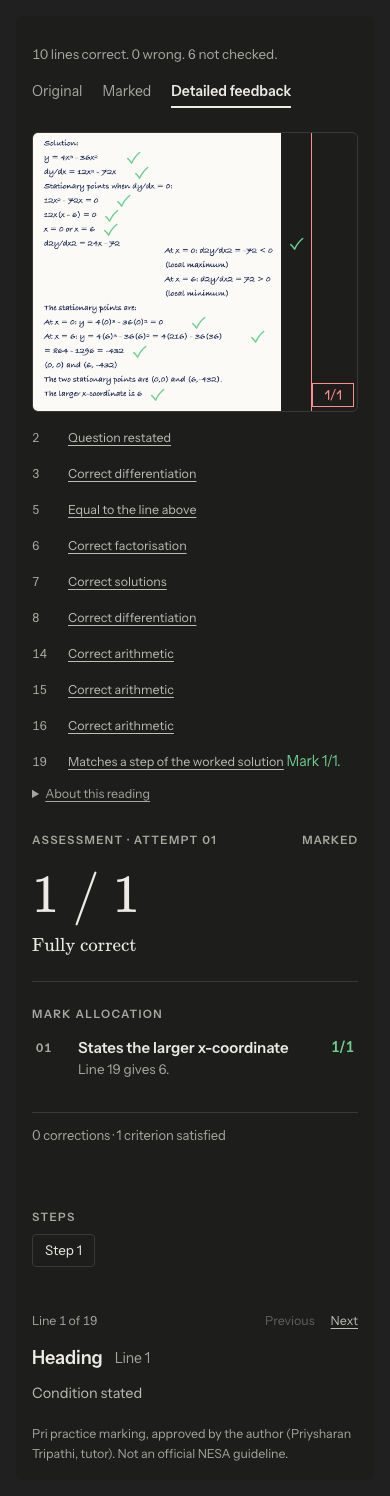 10 lines correct. 0 wrong. 6 not checked.
Original Marked Detailed feedback
Solution:
y = 4x³ - 36x²
dy/dx = 12x² - 72x
Stationary points when dy/dx = 0:
12x² - 72x = 0
12x(x - 6) = 0
x = 0 or x = 6
d2y/dx2 = 24x - 72
At x = 0: d2y/dx2 = -72 < 0
(local maximum)
At x = 6: d2y/dx2 = 72 > 0
(local minimum)
The stationary points are:
At x = 0: y = 4(0)³ - 36(0)² = 0
At x = 6: y = 4(6)³ - 36(6)² = 4(216) - 36(36)
= 864 - 1296 = -432
(0, 0) and (6, -432)
The two stationary points are (0,0) and (6,-432).
The larger x-coordinate is 6
1/1
2 Question restated
3 Correct differentiation
5 Equal to the line above
6 Correct factorisation
7 Correct solutions
8 Correct differentiation
14 Correct arithmetic
15 Correct arithmetic
16 Correct arithmetic
19 Matches a step of the worked solution Mark 1/1.
About this reading
ASSESSMENT · ATTEMPT 01 MARKED
1 / 1
Fully correct
MARK ALLOCATION
01 States the larger x-coordinate 1/1
Line 19 gives 6.
0 corrections · 1 criterion satisfied
STEPS
Step 1
Line 1 of 19 Previous Next
Heading Line 1
Condition stated
Pri practice marking, approved by the author (Priysharan
Tripathi, tutor). Not an official NESA guideline.